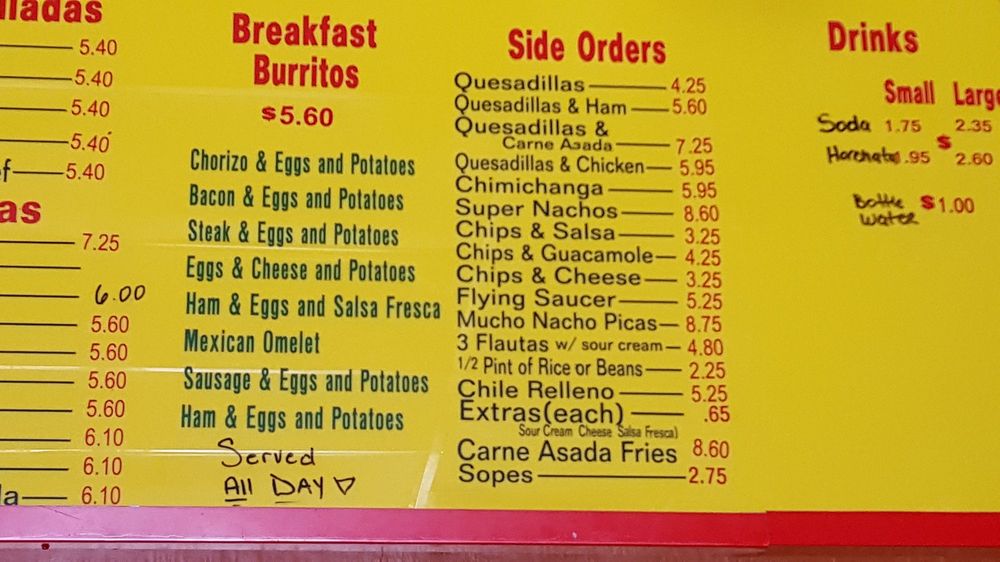 5.40
5.40
5.40
5.40
5.40
7.25
6.00
5.60
5.60
5.60
5.60
6.10
6.10
6.10
Breakfast
Burritos
$5.60
Chorizo & Eggs and Potatoes
Bacon & Eggs and Potatoes
Steak & Eggs and Potatoes
Eggs & Cheese and Potatoes
Ham & Eggs and Salsa Fresca
Mexican Omelet
Sausage & Eggs and Potatoes
Ham & Eggs and Potatoes
Served
All DAY
Side Orders
Quesadillas 4.25
Quesadillas & Ham 5.60
Quesadillas &
Carne Asada 7.25
Quesadillas & Chicken 5.95
Chimichanga 5.95
Super Nachos 8.60
Chips & Salsa 3.25
Chips & Guacamole 4.25
Chips & Cheese 3.25
Flying Saucer 5.25
Mucho Nacho Picas 8.75
3 Flautas w/ sour cream 4.80
1/2 Pint of Rice or Beans 2.25
Chile Relleno 5.25
Extras(each) .65
Sour Cream Cheese Salsa Fresca)
Carne Asada Fries 8.60
Sopes 2.75
Drinks
Small Large
Soda 1.75 2.35
$
Horchata .95 2.60
Bottle $1.00
water